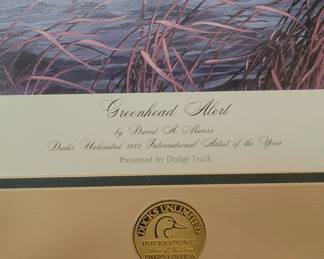 Greenhead Alert
by David A. Maass
Ducks Unlimited 1988 International Artist of the Year
Presented by Dodge Truck
DUCKS UNLIMITED
INTERNATIONAL